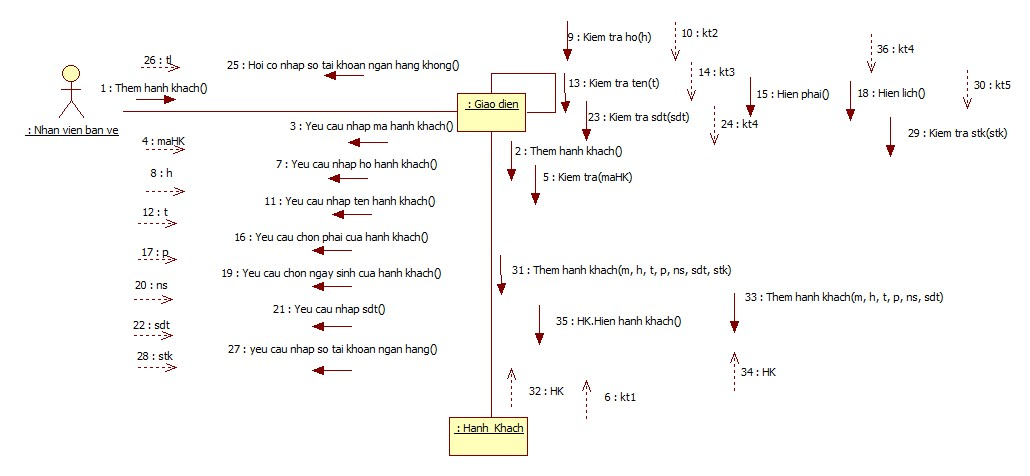 9 : Kiem tra ho(h)
10 : kt2
36 : kt4
26 : tl
25 : Hoi co nhap so tai khoan ngan hang khong()
14 : kt3
13 : Kiem tra ten(t)
30 : kt5
1 : Them hanh khach()
15 : Hien phai()
18 : Hien lich()
: Giao dien
23 : Kiem tra sdt(sdt)
24 : kt4
3 : Yeu cau nhap ma hanh khach()
: Nhan vien ban ve
29 : Kiem tra stk(stk)
4 : maHK
2 : Them hanh khach()
7 : Yeu cau nhap ho hanh khach()
8 : h
5 : Kiem tra(maHK)
11 : Yeu cau nhap ten hanh khach()
12 : t
16 : Yeu cau chon phai cua hanh khach()
17 : p
19 : Yeu cau chon ngay sinh cua hanh khach()
31 : Them hanh khach(m, h, t, p, ns, sdt, stk)
20 : ns
33 : Them hanh khach(m, h, t, p, ns, sdt)
21 : Yeu cau nhap sdt()
22 : sdt
35 : HK.Hien hanh khach()
27 : yeu cau nhap so tai khoan ngan hang()
28 : stk
34 : HK
32 : HK
6 : kt1
: Hanh_Khach